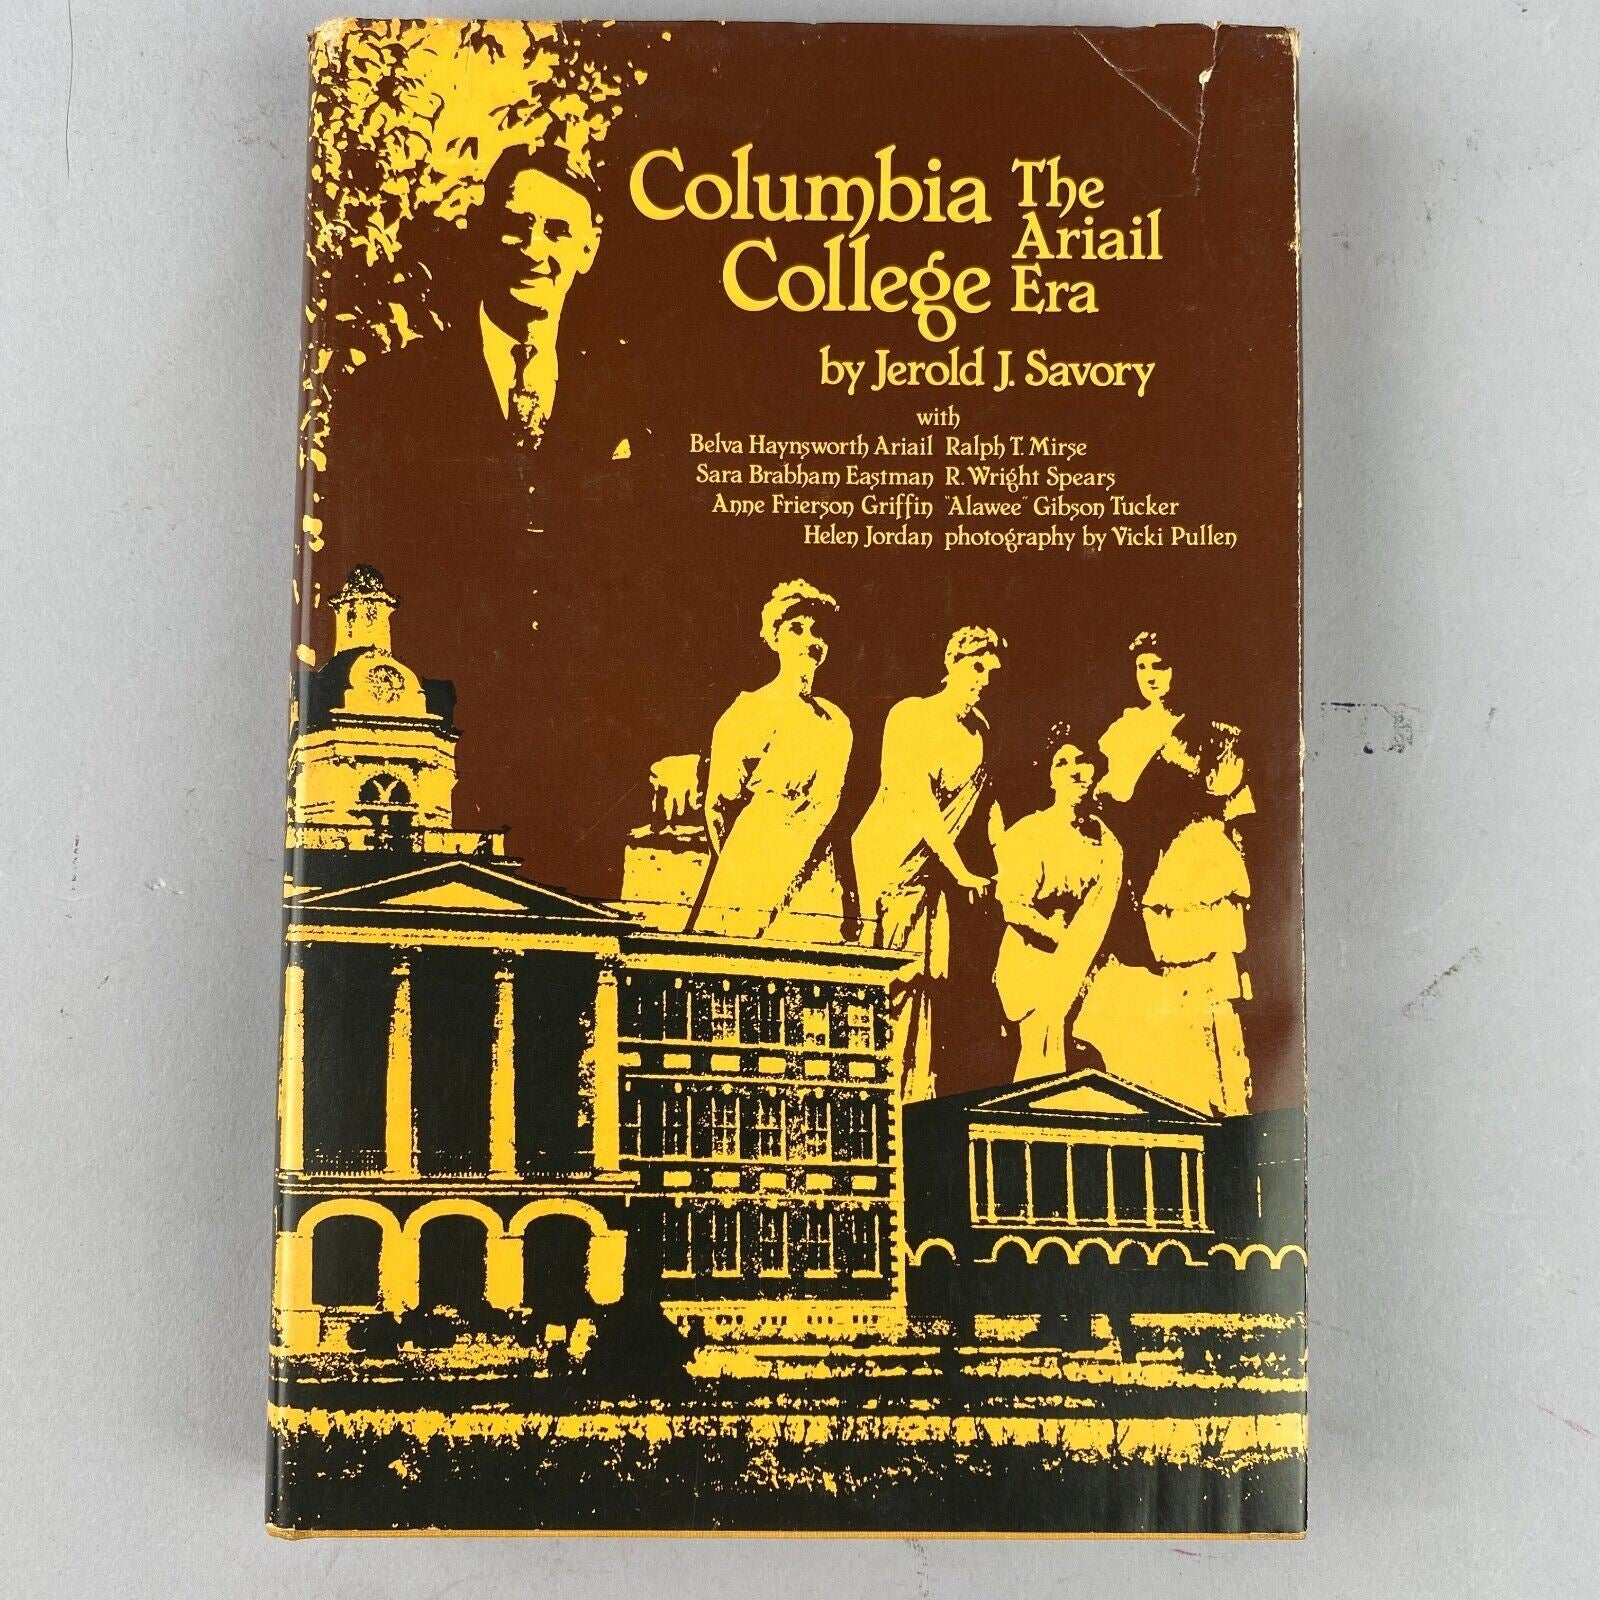 Columbia
College
The
Ariail
Era
by Jerold J. Savory
with
Belva Haynsworth Ariail Ralph T. Mirse
Sara Brabham Eastman R. Wright Spears
Anne Frierson Griffin "Alawee" Gibson Tucker
Helen Jordan photography by Vicki Pullen